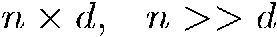 n × d, n >> d